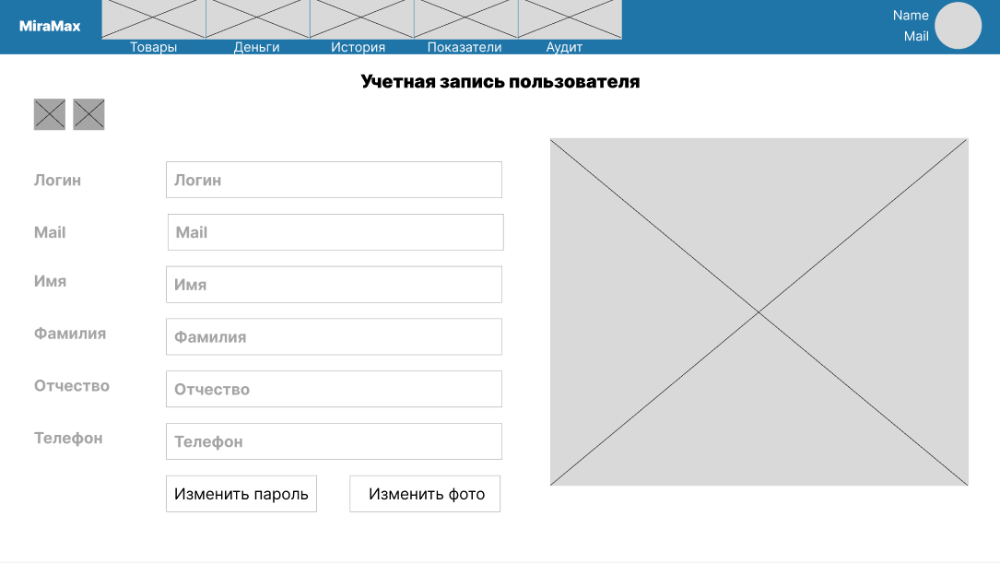 MiraMax
Товары
Деньги
История
Показатели
Аудит
Name
Mail
Учетная запись пользователя
Логин
Логин
Mail
Mail
Имя
Имя
Фамилия
Фамилия
Отчество
Отчество
Телефон
Телефон
Изменить пароль
Изменить фото